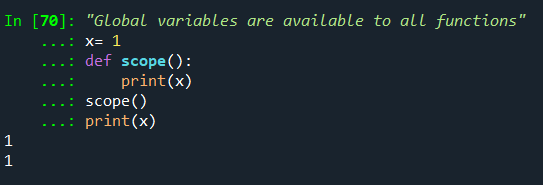 In [70]: "Global variables are available to all functions"
...: x= 1
...: def scope():
...:     print(x)
...: scope()
...: print(x)
1
1